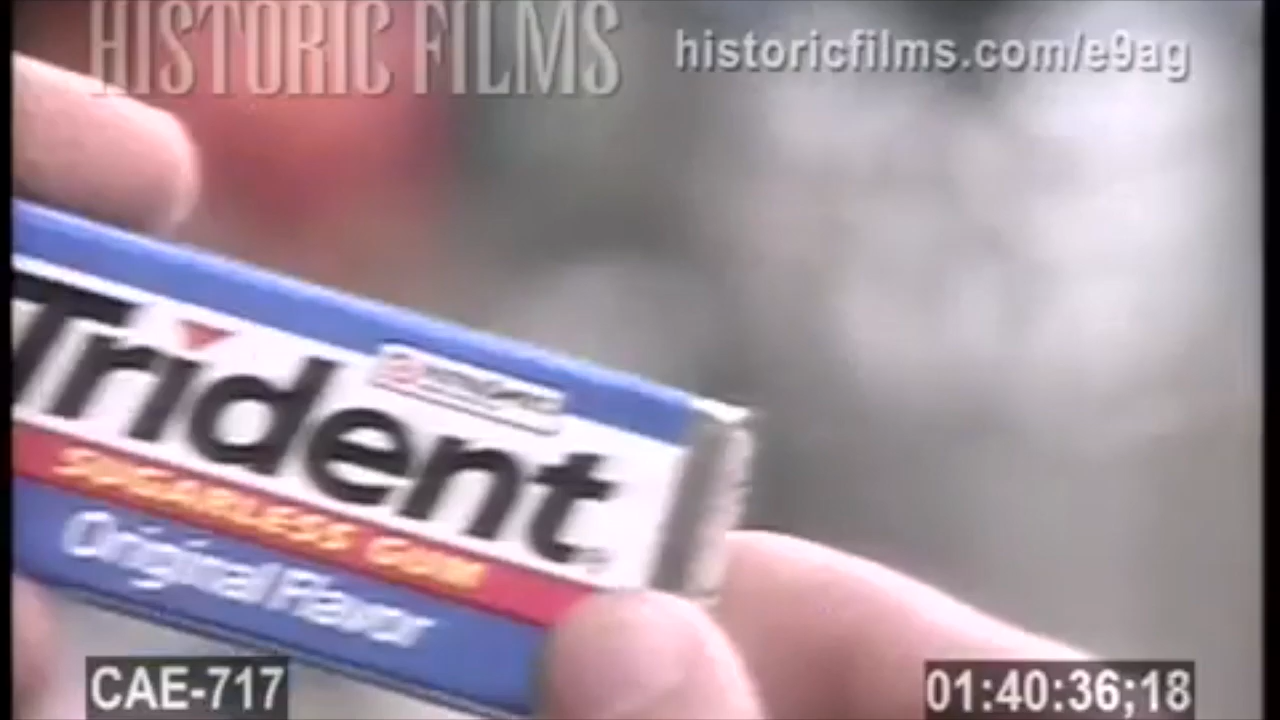 HISTORIC FILMS
historicfilms.com/e9ag
Trident
SUGARLESS GUM
Original Flavor
CAE-717
01:40:36;18